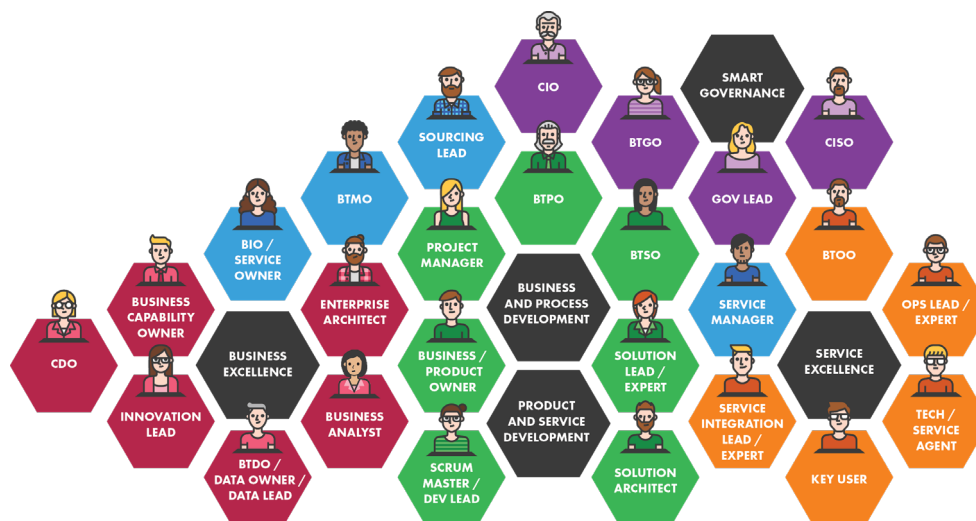 CIO
SMART
GOVERNANCE
SOURCING
LEAD
BTGO
CISO
BTMO
BTPO
GOV LEAD
BIO /
SERVICE
OWNER
PROJECT
MANAGER
BTSO
BTOO
BUSINESS
CAPABILITY
OWNER
ENTERPRISE
ARCHITECT
BUSINESS
AND PROCESS
DEVELOPMENT
SERVICE
MANAGER
OPS LEAD /
EXPERT
CDO
BUSINESS
EXCELLENCE
BUSINESS /
PRODUCT
OWNER
SOLUTION
LEAD /
EXPERT
SERVICE
EXCELLENCE
INNOVATION
LEAD
BUSINESS
ANALYST
PRODUCT
AND SERVICE
DEVELOPMENT
SERVICE
INTEGRATION
LEAD /
EXPERT
TECH /
SERVICE
AGENT
BTDO /
DATA OWNER /
DATA LEAD
SCRUM
MASTER /
DEV LEAD
SOLUTION
ARCHITECT
KEY USER